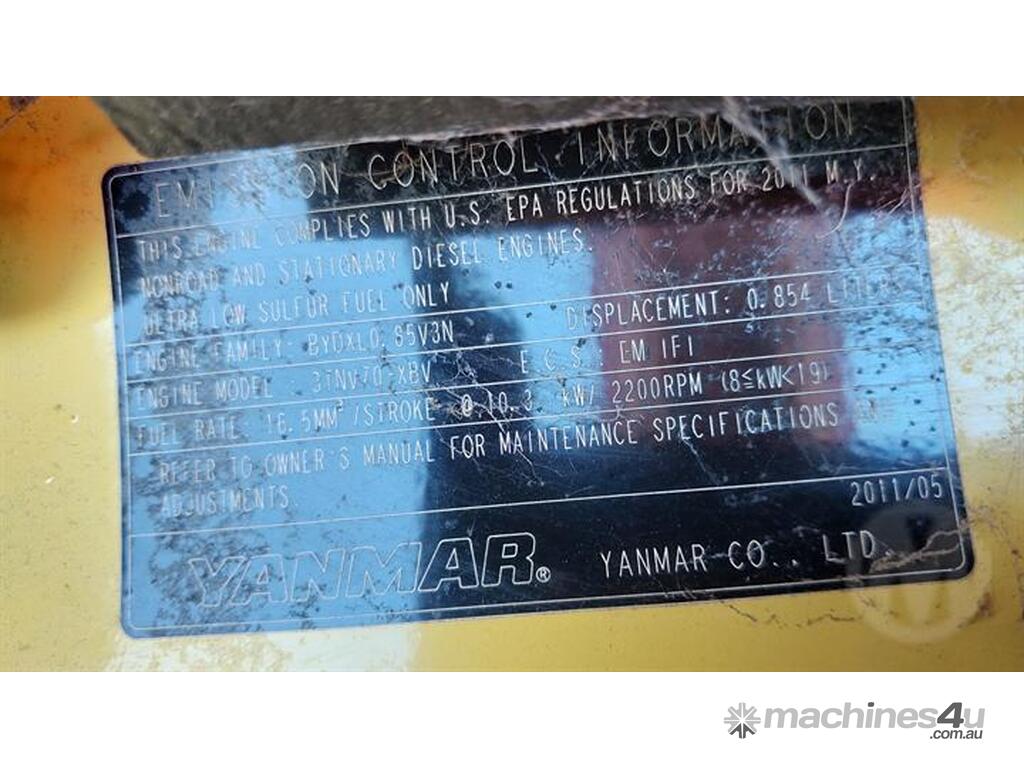 EMISSION CONTROL INFORMATION
THIS ENGINE COMPLIES WITH U.S. EPA REGULATIONS FOR 2011 M.Y.
NONROAD AND STATIONARY DIESEL ENGINES.
ULTRA LOW SULFUR FUEL ONLY
ENGINE FAMILY: BYDXL0.85V3N DISPLACEMENT: 0.854 LITERS
ENGINE MODEL : 3TNV70-XBV E.C.S.: EM IFI
FUEL RATE: 16.5MM³/STROKE @ 10.3 kW/ 2200RPM (8≦kW<19)
REFER TO OWNER'S MANUAL FOR MAINTENANCE SPECIFICATIONS
ADJUSTMENTS.
2011/05
YANMAR® YANMAR CO., LTD.
machines4u
.com.au